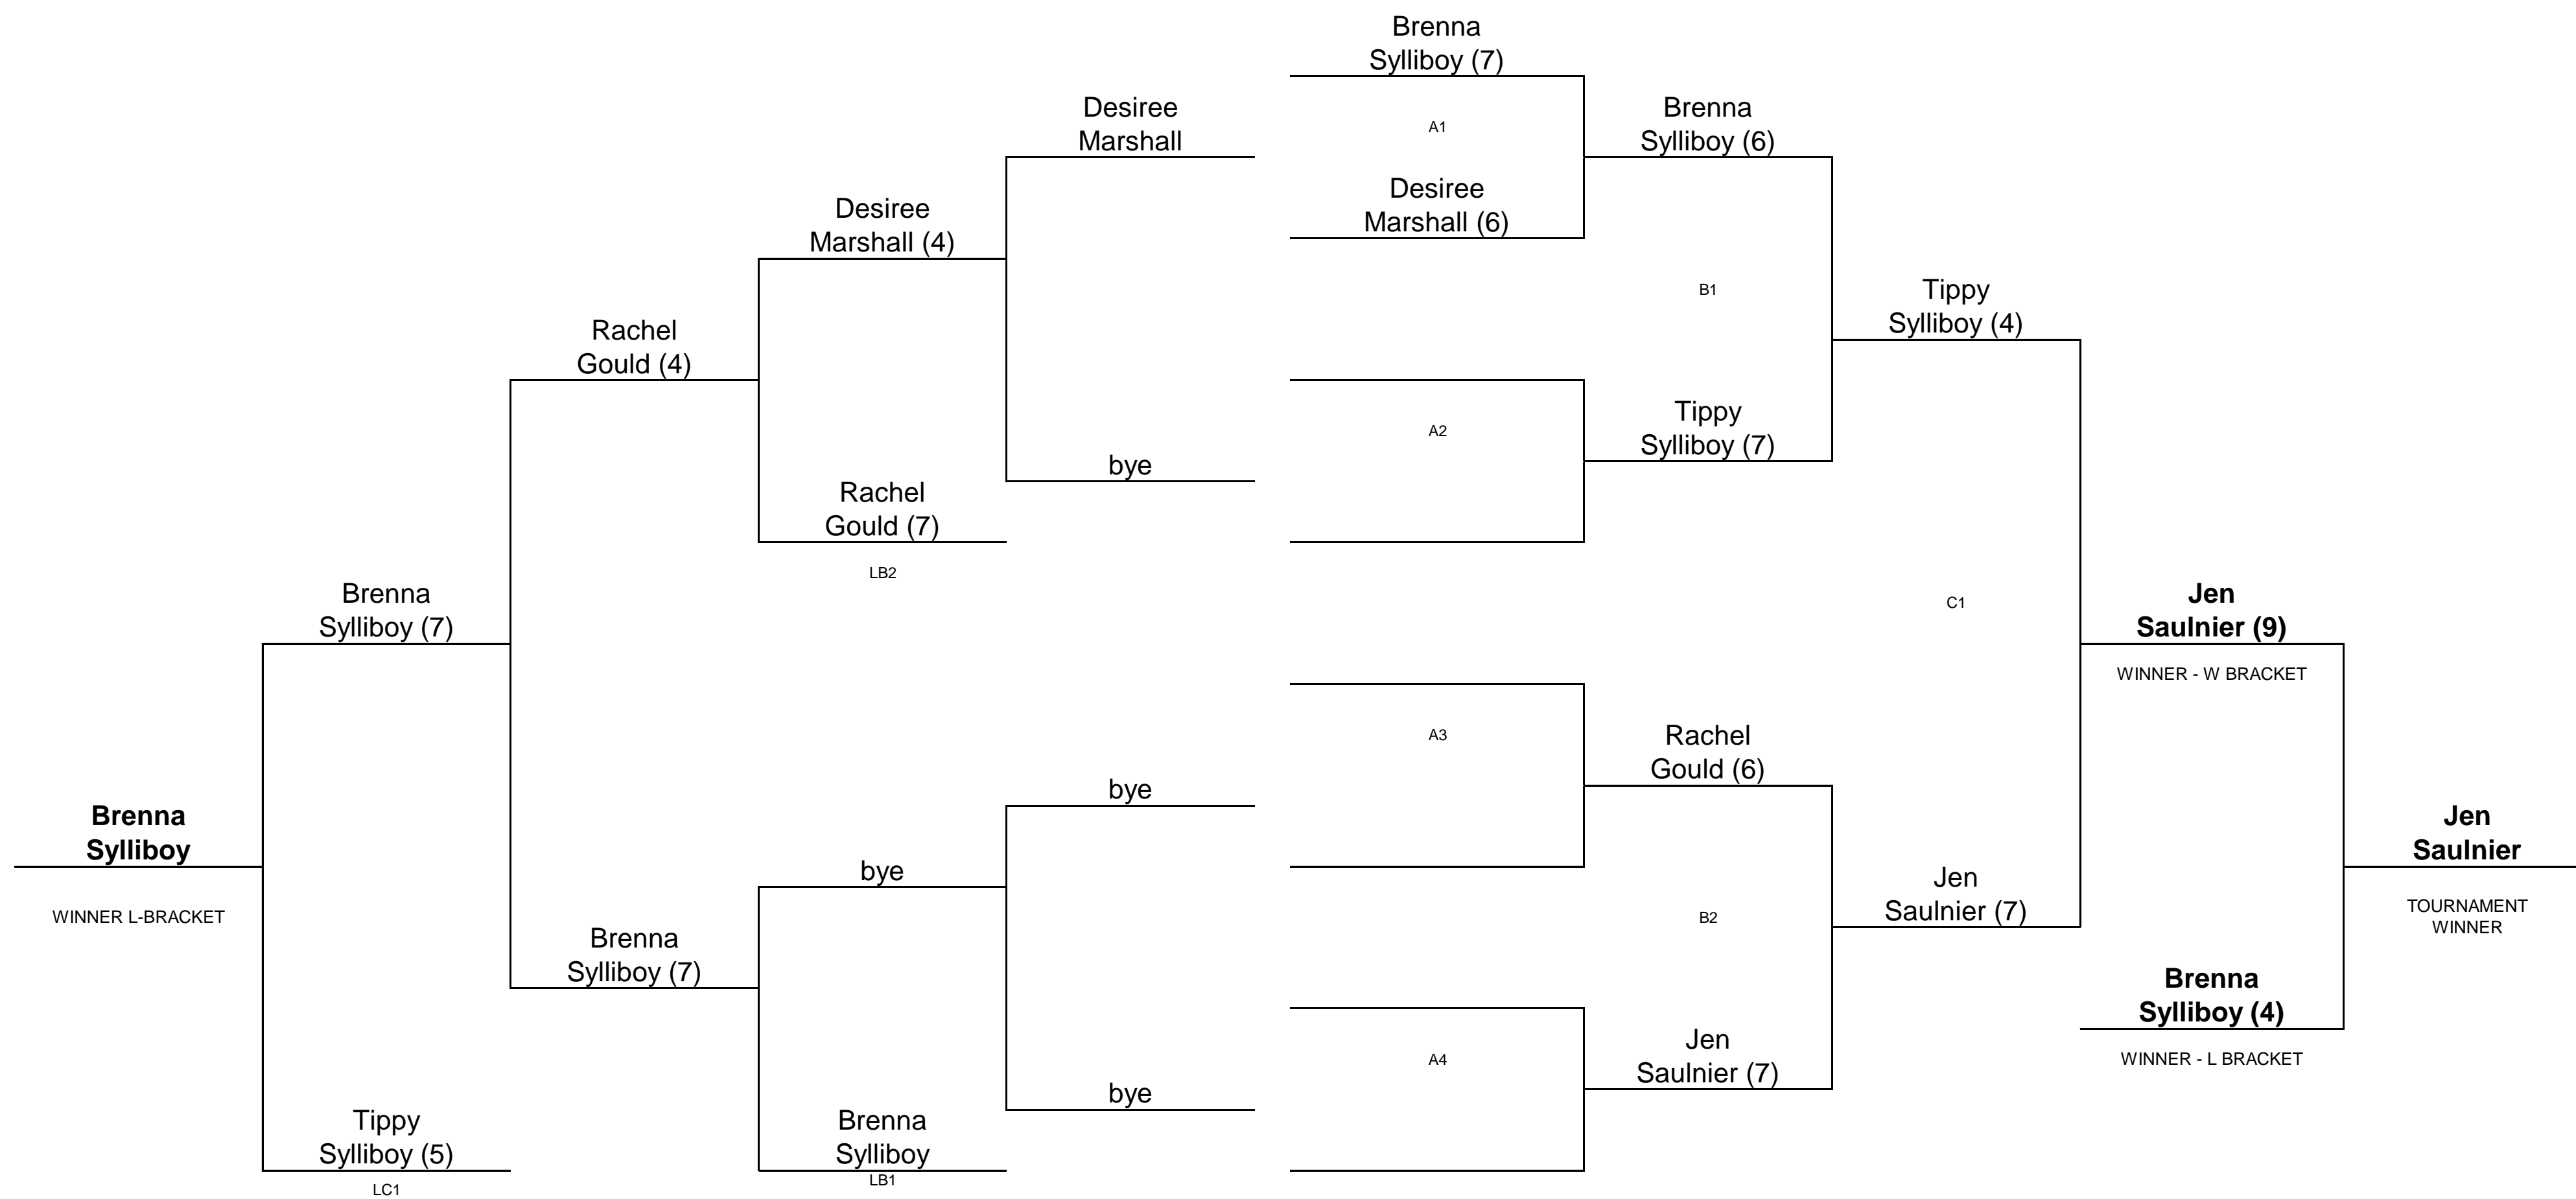 Brenna
Sylliboy (7)
Desiree
Marshall
A1
Brenna
Sylliboy (6)
Desiree
Marshall (4)
Desiree
Marshall (6)
B1
Tippy
Sylliboy (4)
Rachel
Gould (4)
A2
Tippy
Sylliboy (7)
bye
Rachel
Gould (7)
LB2
Brenna
Sylliboy (7)
C1
Jen
Saulnier (9)
WINNER - W BRACKET
A3
Rachel
Gould (6)
bye
Brenna
Sylliboy
WINNER L-BRACKET
bye
B2
Jen
Saulnier (7)
Jen
Saulnier
TOURNAMENT
WINNER
Brenna
Sylliboy (7)
Brenna
Sylliboy (4)
WINNER - L BRACKET
A4
Jen
Saulnier (7)
bye
Tippy
Sylliboy (5)
LC1
Brenna
Sylliboy
LB1